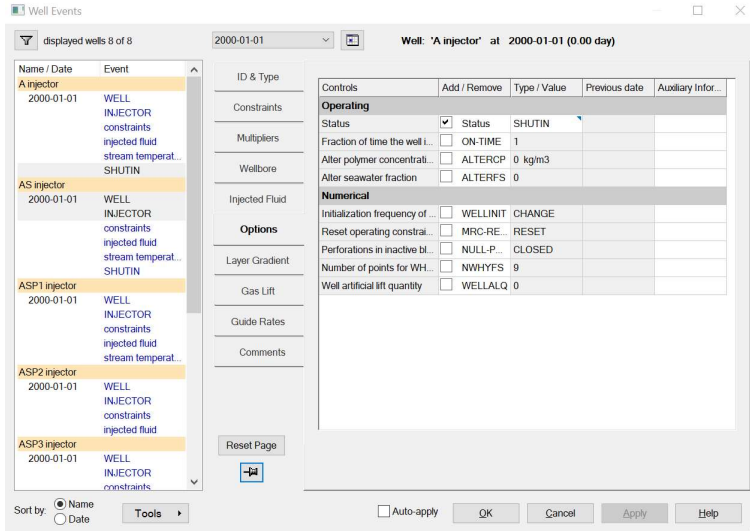 Well Events
displayed wells 8 of 8
2000-01-01
Well: 'A injector' at 2000-01-01 (0.00 day)
Name / Date Event
A injector
2000-01-01 WELL
INJECTOR
constraints
injected fluid
stream temperat...
SHUTIN
AS injector
2000-01-01 WELL
INJECTOR
constraints
injected fluid
stream temperat...
SHUTIN
ASP1 injector
2000-01-01 WELL
INJECTOR
constraints
injected fluid
stream temperat...
ASP2 injector
2000-01-01 WELL
INJECTOR
constraints
injected fluid
ASP3 injector
2000-01-01 WELL
INJECTOR
constraints
Sort by: Name
Date
Tools
ID & Type
Constraints
Multipliers
Wellbore
Injected Fluid
Options
Layer Gradient
Gas Lift
Guide Rates
Comments
Reset Page
Controls Add / Remove Type / Value Previous date Auxiliary Infor...
Operating
Status Status SHUTIN
Fraction of time the well i... ON-TIME 1
Alter polymer concentrati... ALTERCP 0 kg/m3
Alter seawater fraction ALTERFS 0
Numerical
Initialization frequency of ... WELLINIT CHANGE
Reset operating constrai... MRC-RE... RESET
Perforations in inactive bl... NULL-P... CLOSED
Number of points for WH... NWHYFS 9
Well artificial lift quantity WELLALQ 0
Auto-apply
OK
Cancel
Apply
Help